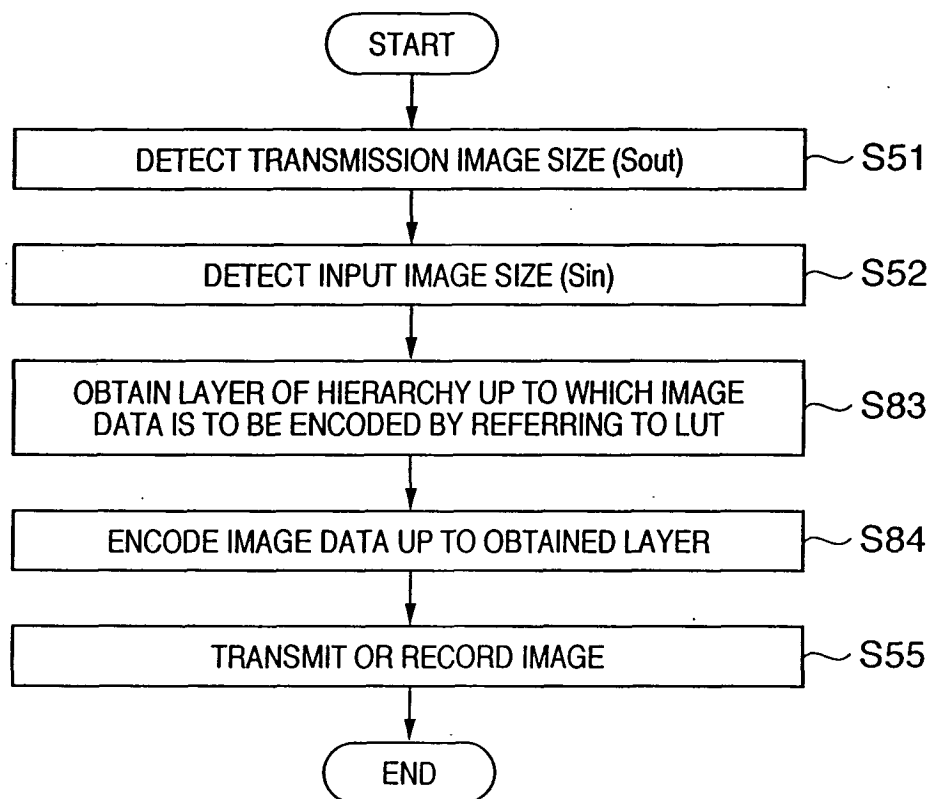 START
DETECT TRANSMISSION IMAGE SIZE (Sout)
S51
DETECT INPUT IMAGE SIZE (Sin)
S52
OBTAIN LAYER OF HIERARCHY UP TO WHICH IMAGE
DATA IS TO BE ENCODED BY REFERRING TO LUT
S83
ENCODE IMAGE DATA UP TO OBTAINED LAYER
S84
TRANSMIT OR RECORD IMAGE
S55
END